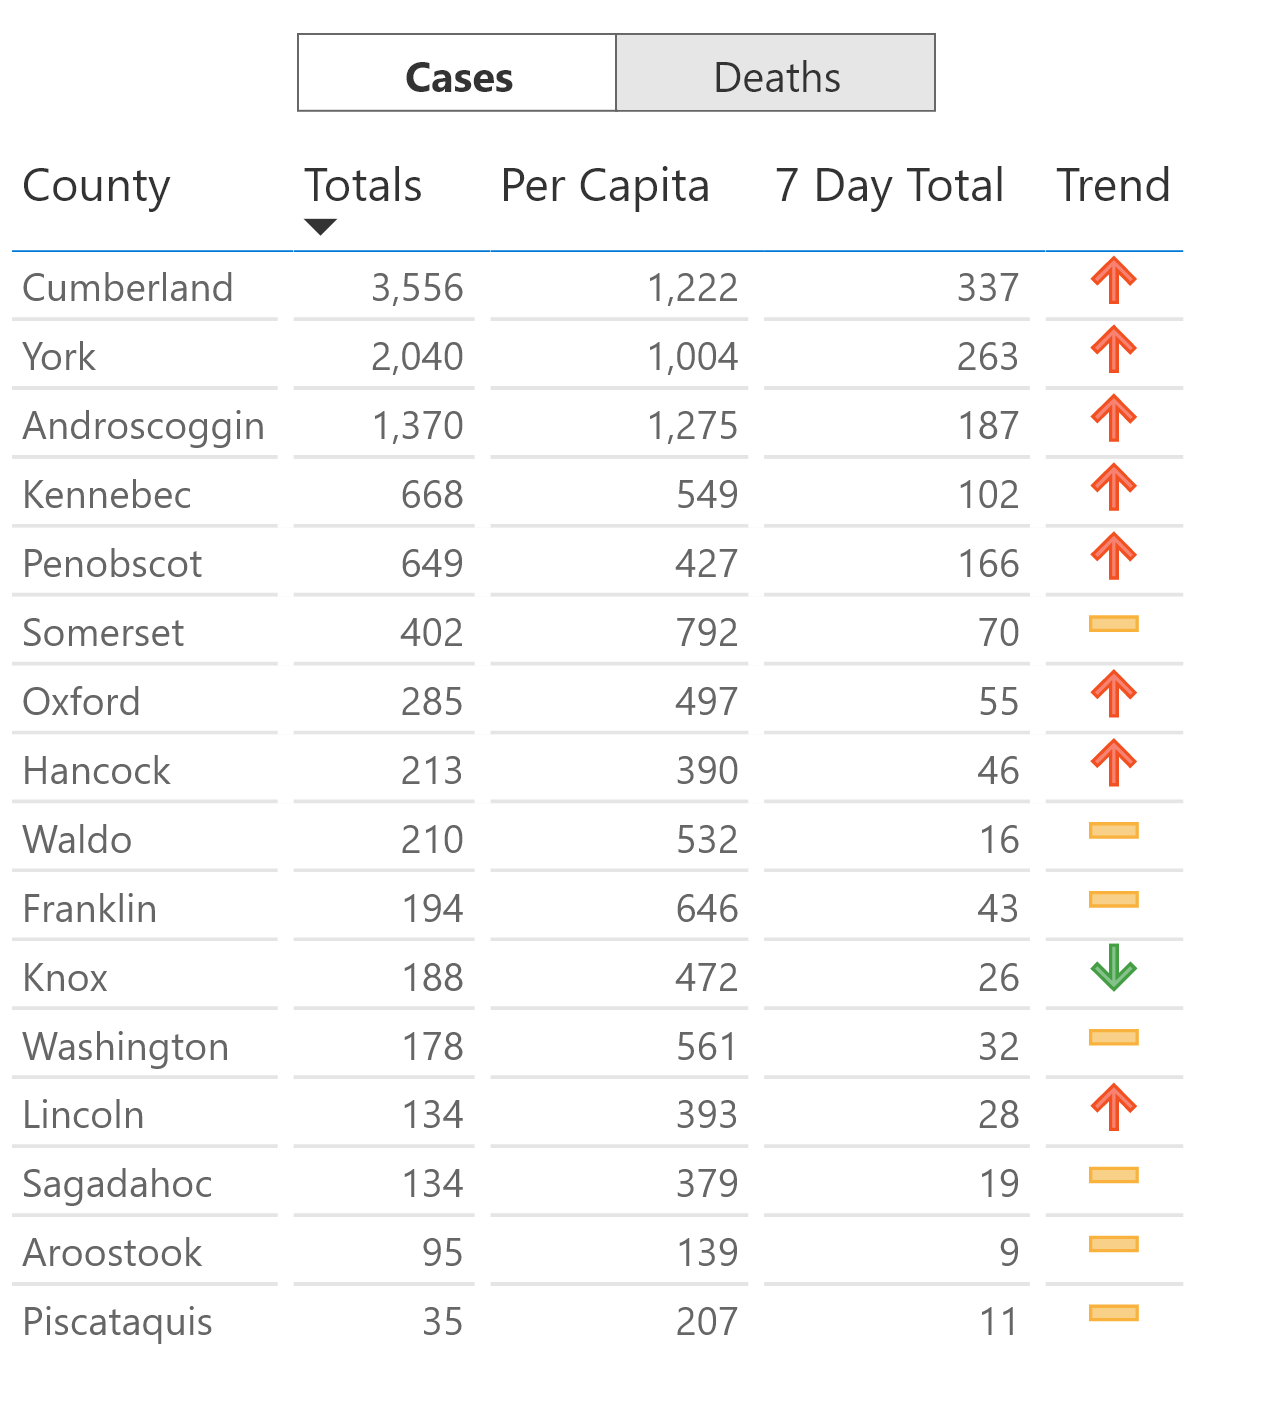 Cases Deaths
County Totals Per Capita 7 Day Total Trend
Cumberland 3,556 1,222 337
York 2,040 1,004 263
Androscoggin 1,370 1,275 187
Kennebec 668 549 102
Penobscot 649 427 166
Somerset 402 792 70
Oxford 285 497 55
Hancock 213 390 46
Waldo 210 532 16
Franklin 194 646 43
Knox 188 472 26
Washington 178 561 32
Lincoln 134 393 28
Sagadahoc 134 379 19
Aroostook 95 139 9
Piscataquis 35 207 11